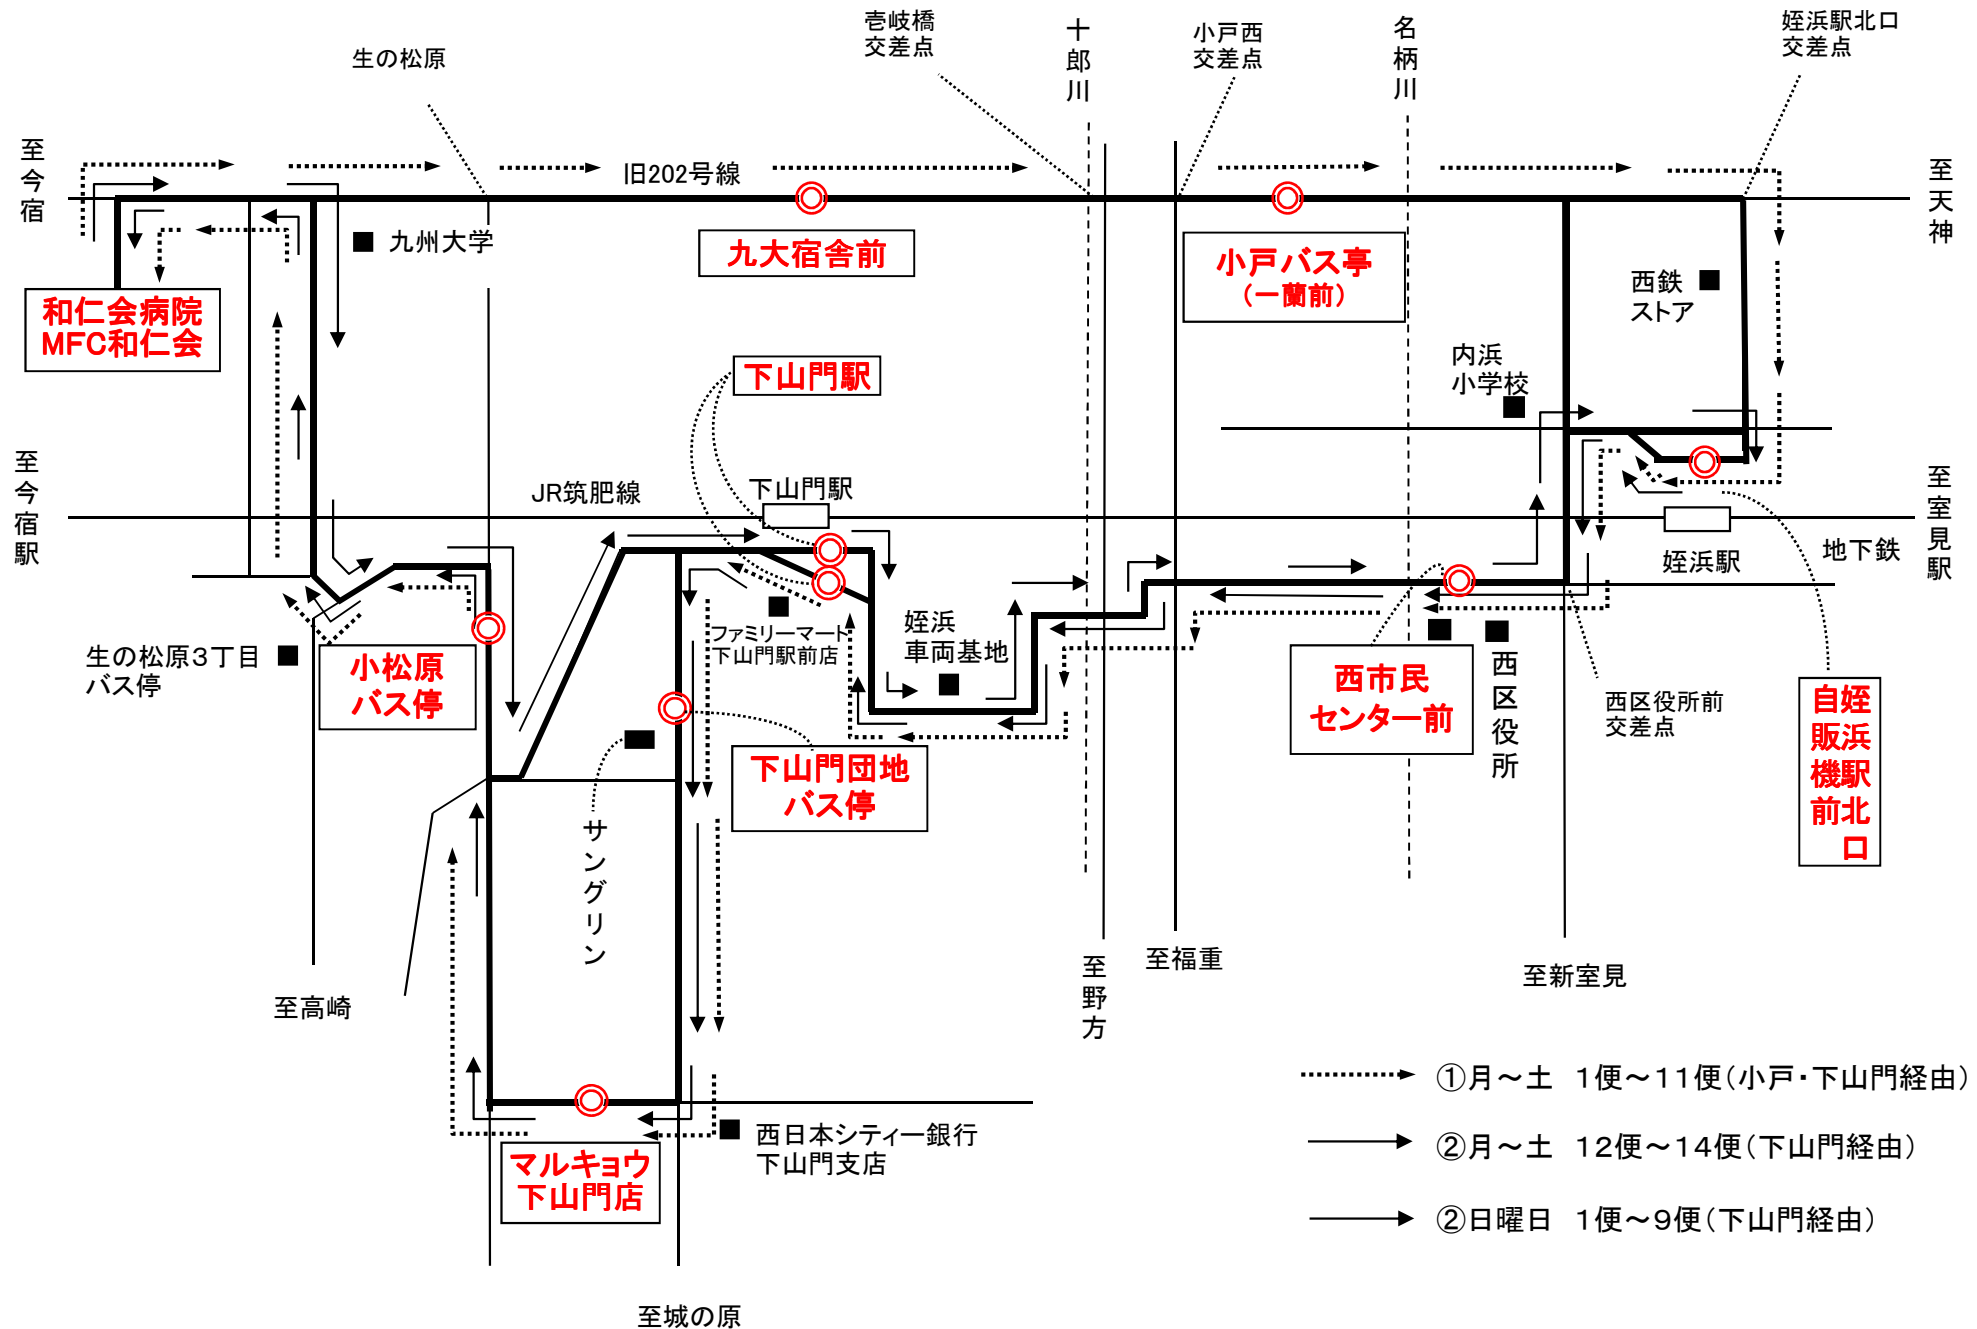 壱岐橋
交差点
十郎川
小戸西
交差点
名柄川
姪浜駅北口
交差点
生の松原
至今宿
旧202号線
至天神
九州大学
九大宿舎前
小戸バス亭
(一蘭前)
西鉄
ストア
和仁会病院
MFC和仁会
下山門駅
内浜
小学校
至今宿駅
JR筑肥線
下山門駅
至室見駅
姪浜駅
地下鉄
生の松原3丁目
バス停
小松原
バス停
ファミリーマート
下山門駅前店
姪浜
車両基地
西市民
センター前
西区役所
西区役所前
交差点
姪浜駅北口
自販機前
下山門団地
バス停
サングリン
至高崎
至野方
至福重
至新室見
①月～土 1便～11便(小戸・下山門経由)
西日本シティー銀行
下山門支店
②月～土 12便～14便(下山門経由)
マルキョウ
下山門店
②日曜日 1便～9便(下山門経由)
至城の原